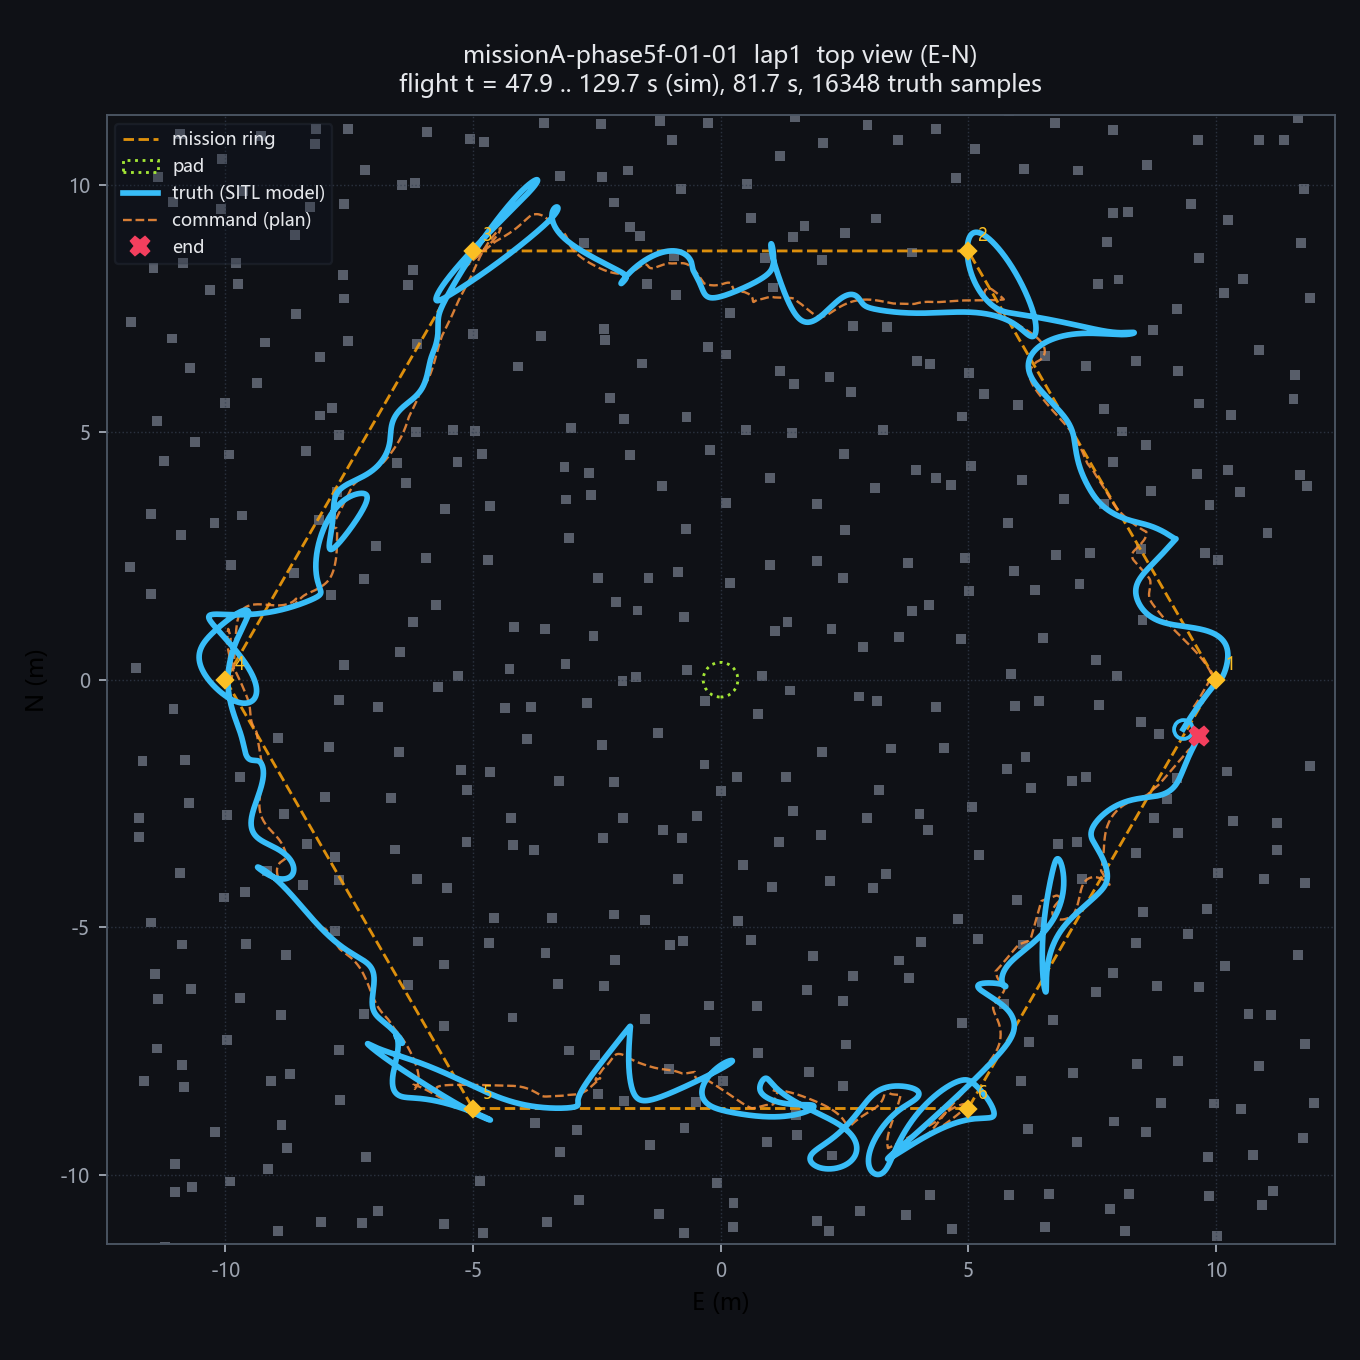 missionA-phase5f-01-01 lap1 top view (E-N)
flight t = 47.9 .. 129.7 s (sim), 81.7 s, 16348 truth samples
mission ring
pad
truth (SITL model)
command (plan)
end
3
2
4
1
5
6
10
5
0
-5
-10
N (m)
-10
-5
0
5
10
E (m)